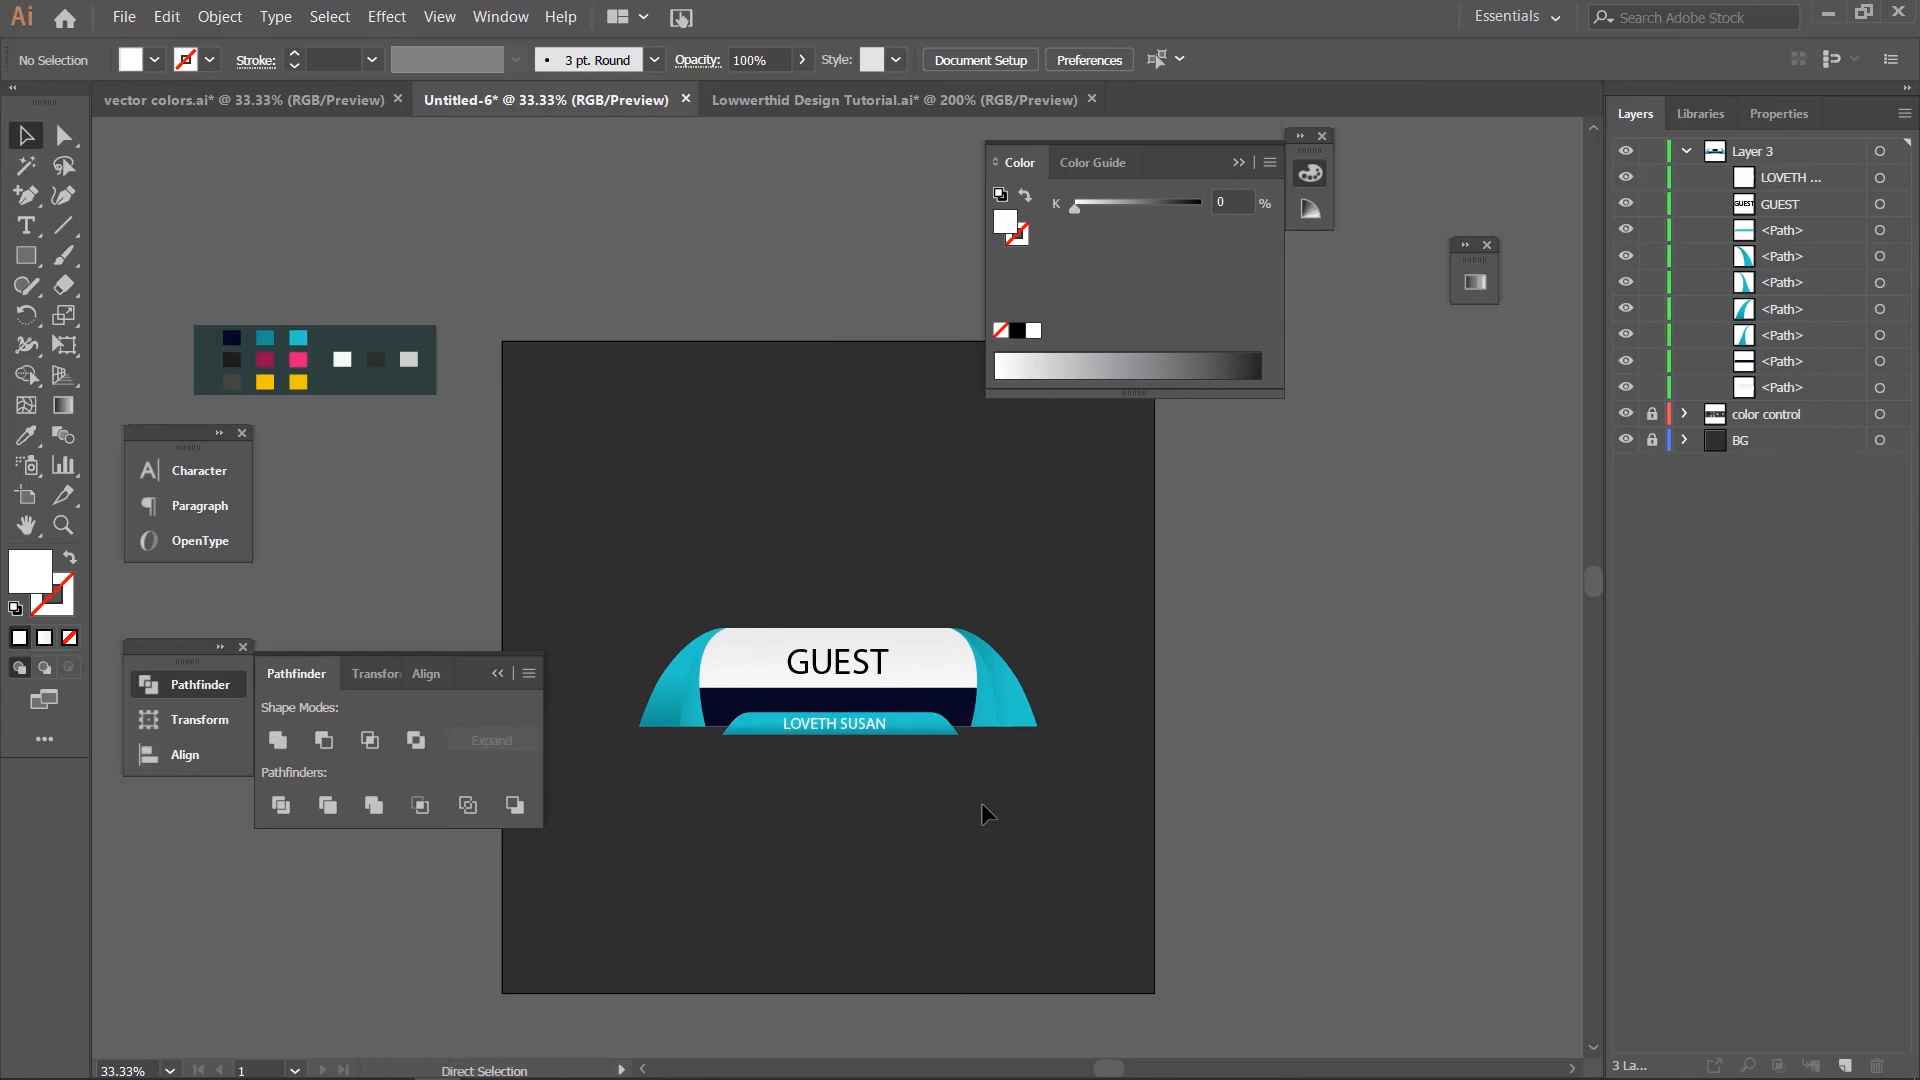 Ai File Edit Object Type Select Effect View Window Help Essentials Search Adobe Stock
No Selection Stroke: 3 pt. Round Opacity: 100% Style: Document Setup Preferences
vector colors.ai* @ 33.33% (RGB/Preview) Untitled-6* @ 33.33% (RGB/Preview) Lowwerthid Design Tutorial.ai* @ 200% (RGB/Preview)
Layers Libraries Properties
Color Color Guide
K 0 %
Layer 3
LOVETH ...
GUEST GUEST
<Path>
<Path>
<Path>
<Path>
<Path>
<Path>
<Path>
color control
BG
Character
Paragraph
OpenType
Pathfinder
Transform
Align
Pathfinder Transfor Align
Shape Modes:
Expand
Pathfinders:
GUEST
LOVETH SUSAN
33.33% 1 Direct Selection
3 La...